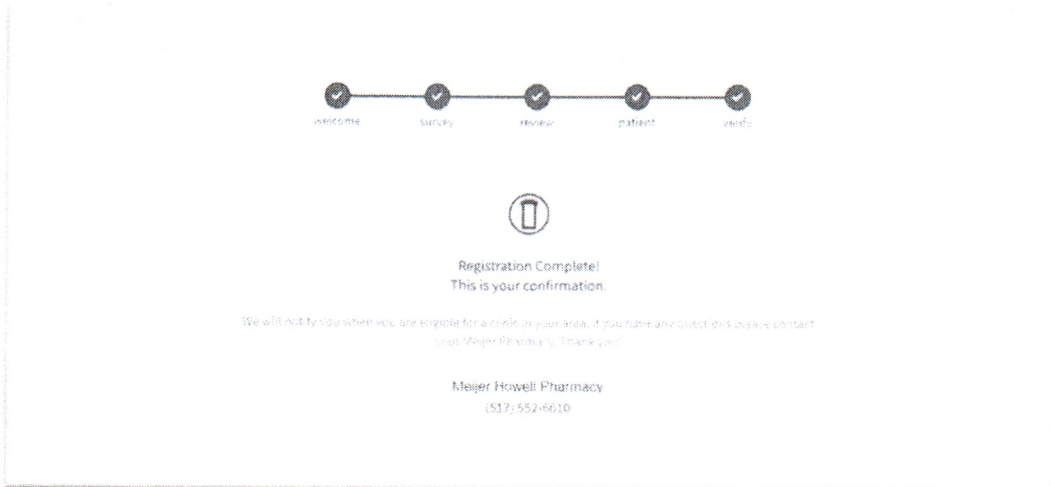 welcome survey review patient verify
Registration Complete!
This is your confirmation.
We will notify you when you are eligible for a clinic in your area, if you have any questions please contact
your Meijer Pharmacy. Thank you!
Meijer Howell Pharmacy
(517) 552-6610